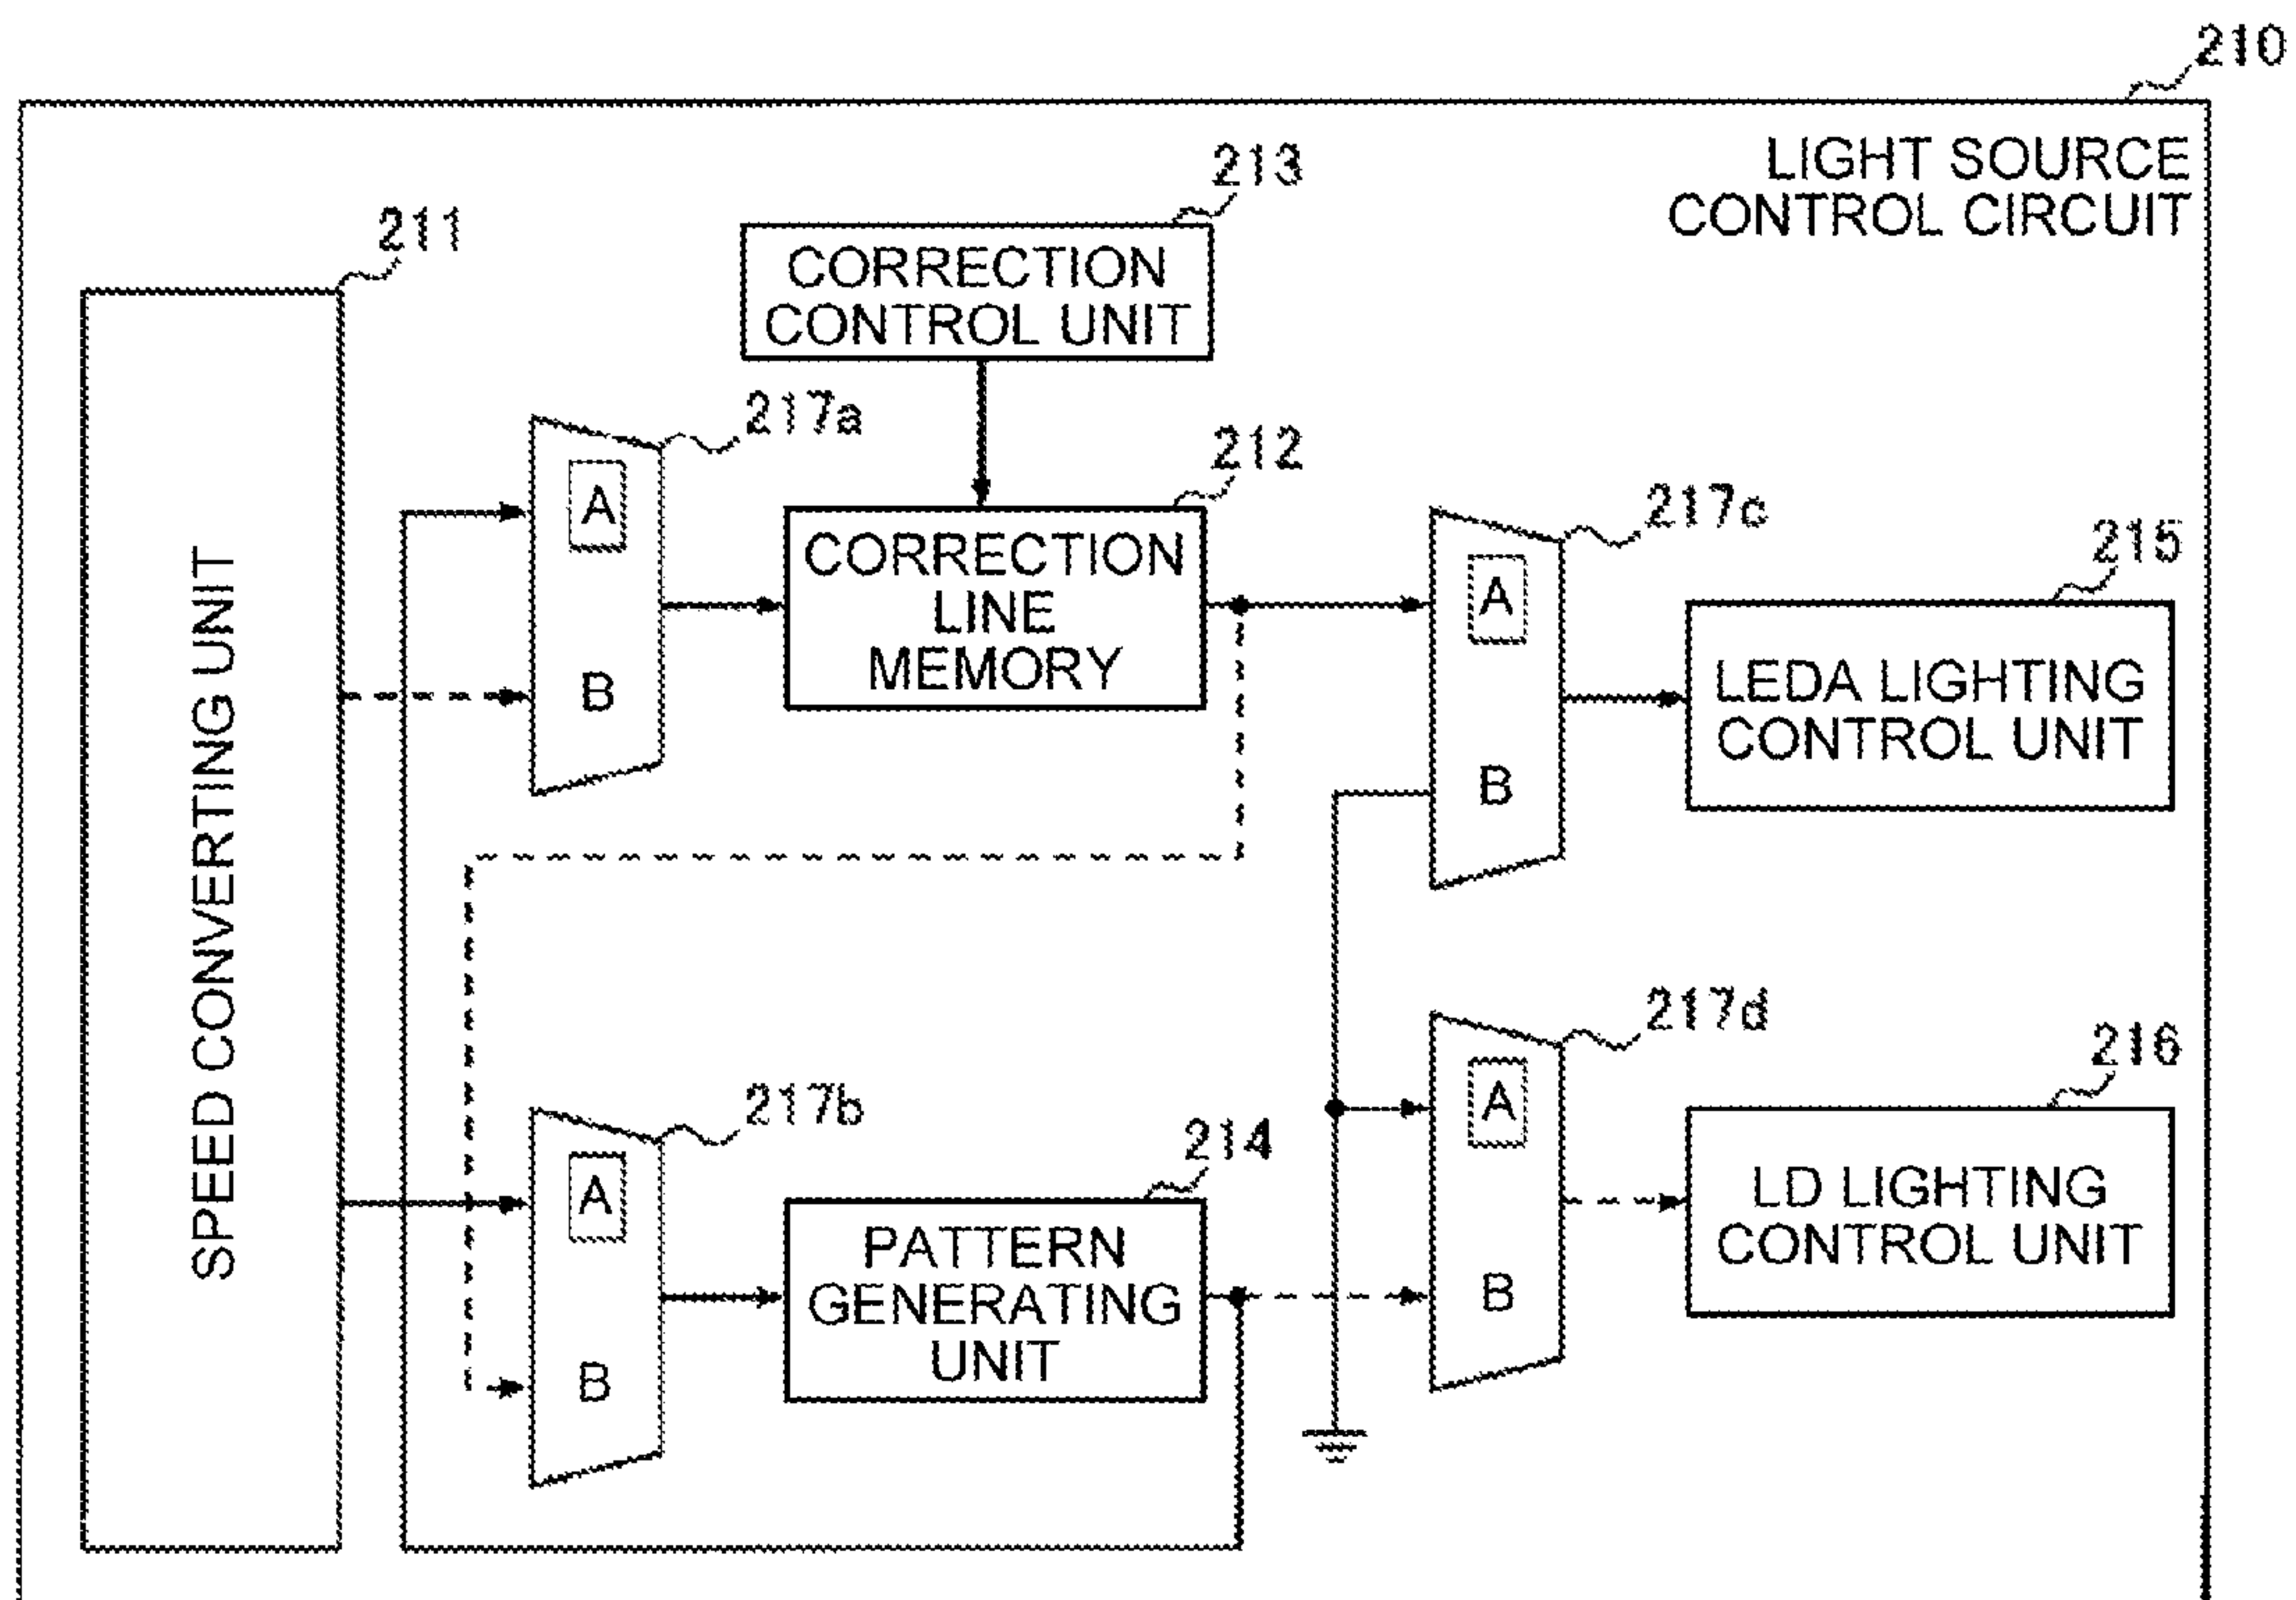 210
LIGHT SOURCE
CONTROL CIRCUIT
213
CORRECTION
CONTROL UNIT
211
SPEED CONVERTING UNIT
217a
A
B
212
CORRECTION
LINE
MEMORY
217c
A
B
215
LEDA LIGHTING
CONTROL UNIT
217b
A
B
214
PATTERN
GENERATING
UNIT
217d
A
B
216
LD LIGHTING
CONTROL UNIT